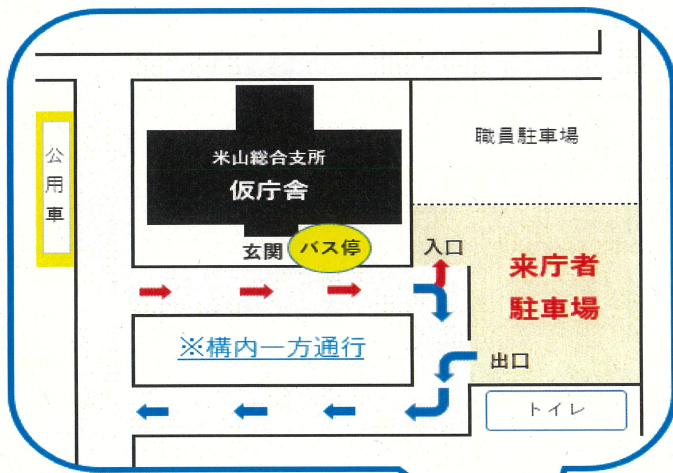 職員駐車場
公用車
米山総合支所
仮庁舎
玄関
バス停
入口
来庁者
駐車場
※構内一方通行
出口
トイレ